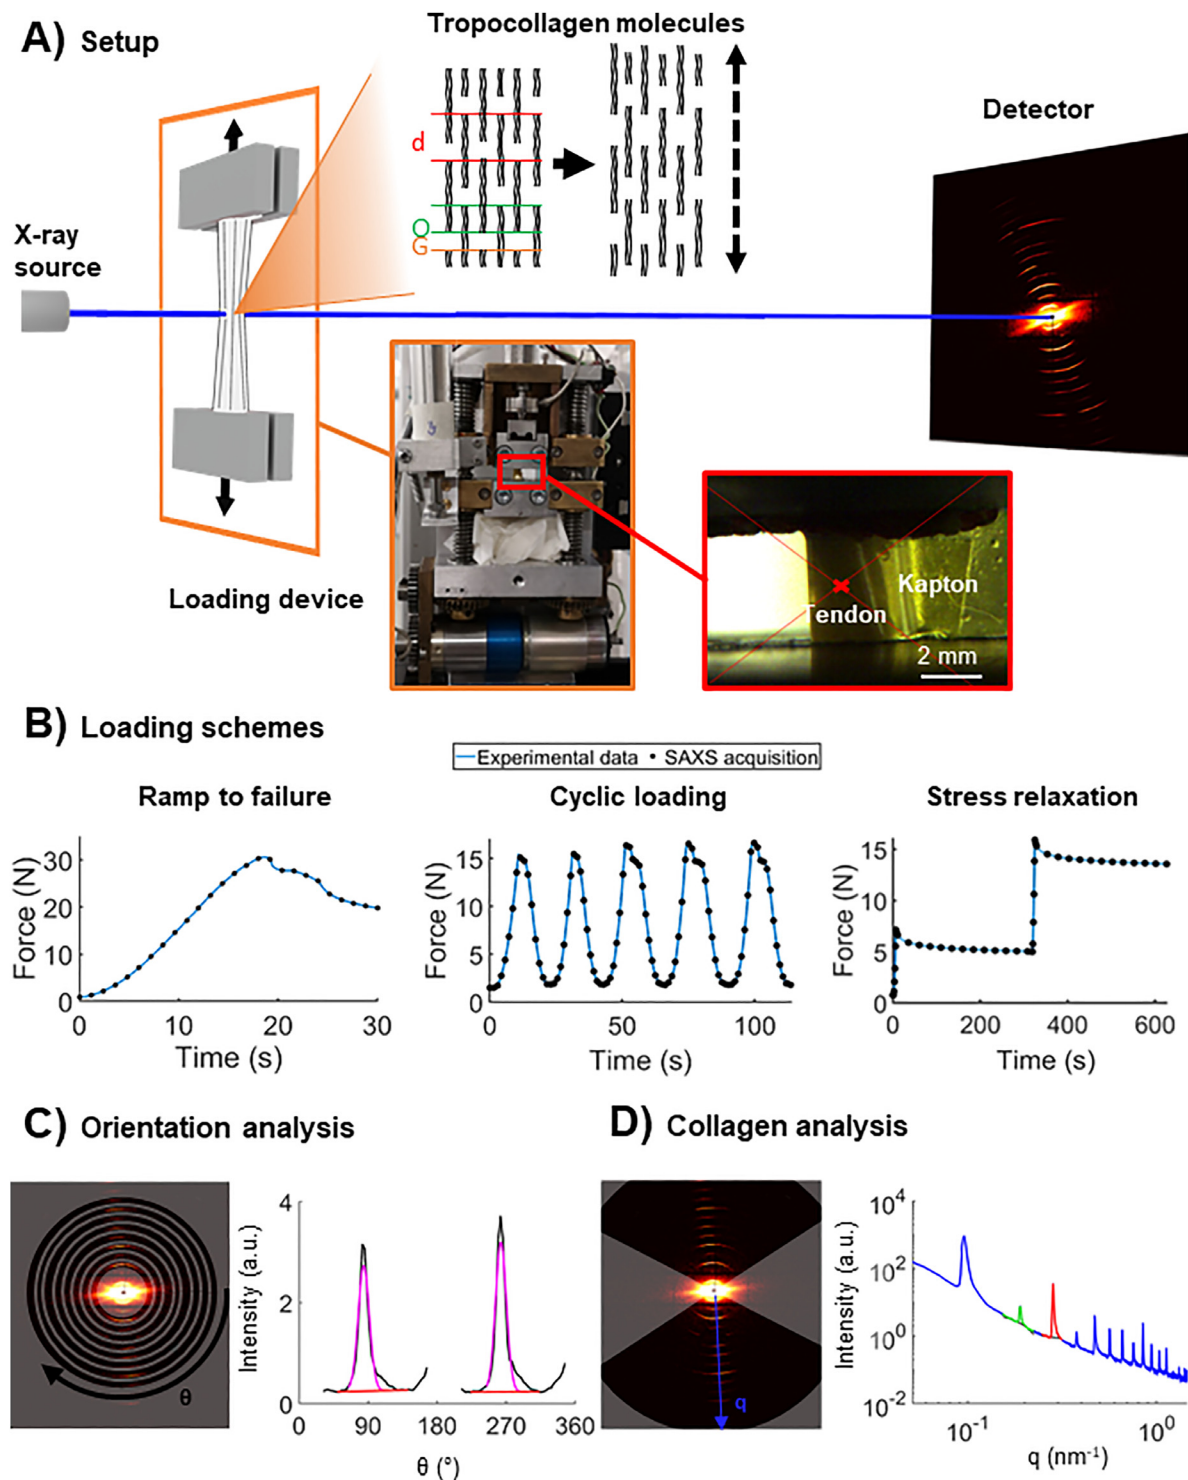 A) Setup
Tropocollagen molecules
Detector
d
O
G
X-ray
source
Loading device
Kapton
Tendon
2 mm
B) Loading schemes
Experimental data
SAXS acquisition
Ramp to failure
Cyclic loading
Stress relaxation
Force (N)
30
20
10
0
0 10 20 30
Time (s)
Force (N)
15
10
5
0
0 50 100
Time (s)
Force (N)
15
10
5
0
0 200 400 600
Time (s)
C) Orientation analysis
θ
Intensity (a.u.)
4
2
0
0 90 180 270 360
θ (°)
D) Collagen analysis
q
Intensity (a.u.)
10⁴
10²
10⁰
10⁻²
10⁻¹ 10⁰
q (nm⁻¹)